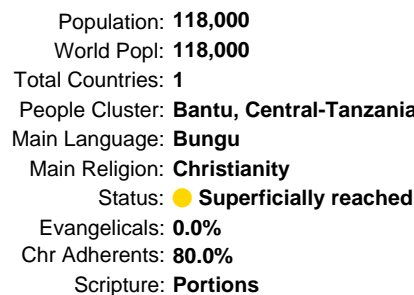 Population: 118,000
World Popl: 118,000
Total Countries: 1
People Cluster: Bantu, Central-Tanzania
Main Language: Bungu
Main Religion: Christianity
Status: Superficially reached
Evangelicals: 0.0%
Chr Adherents: 80.0%
Scripture: Portions